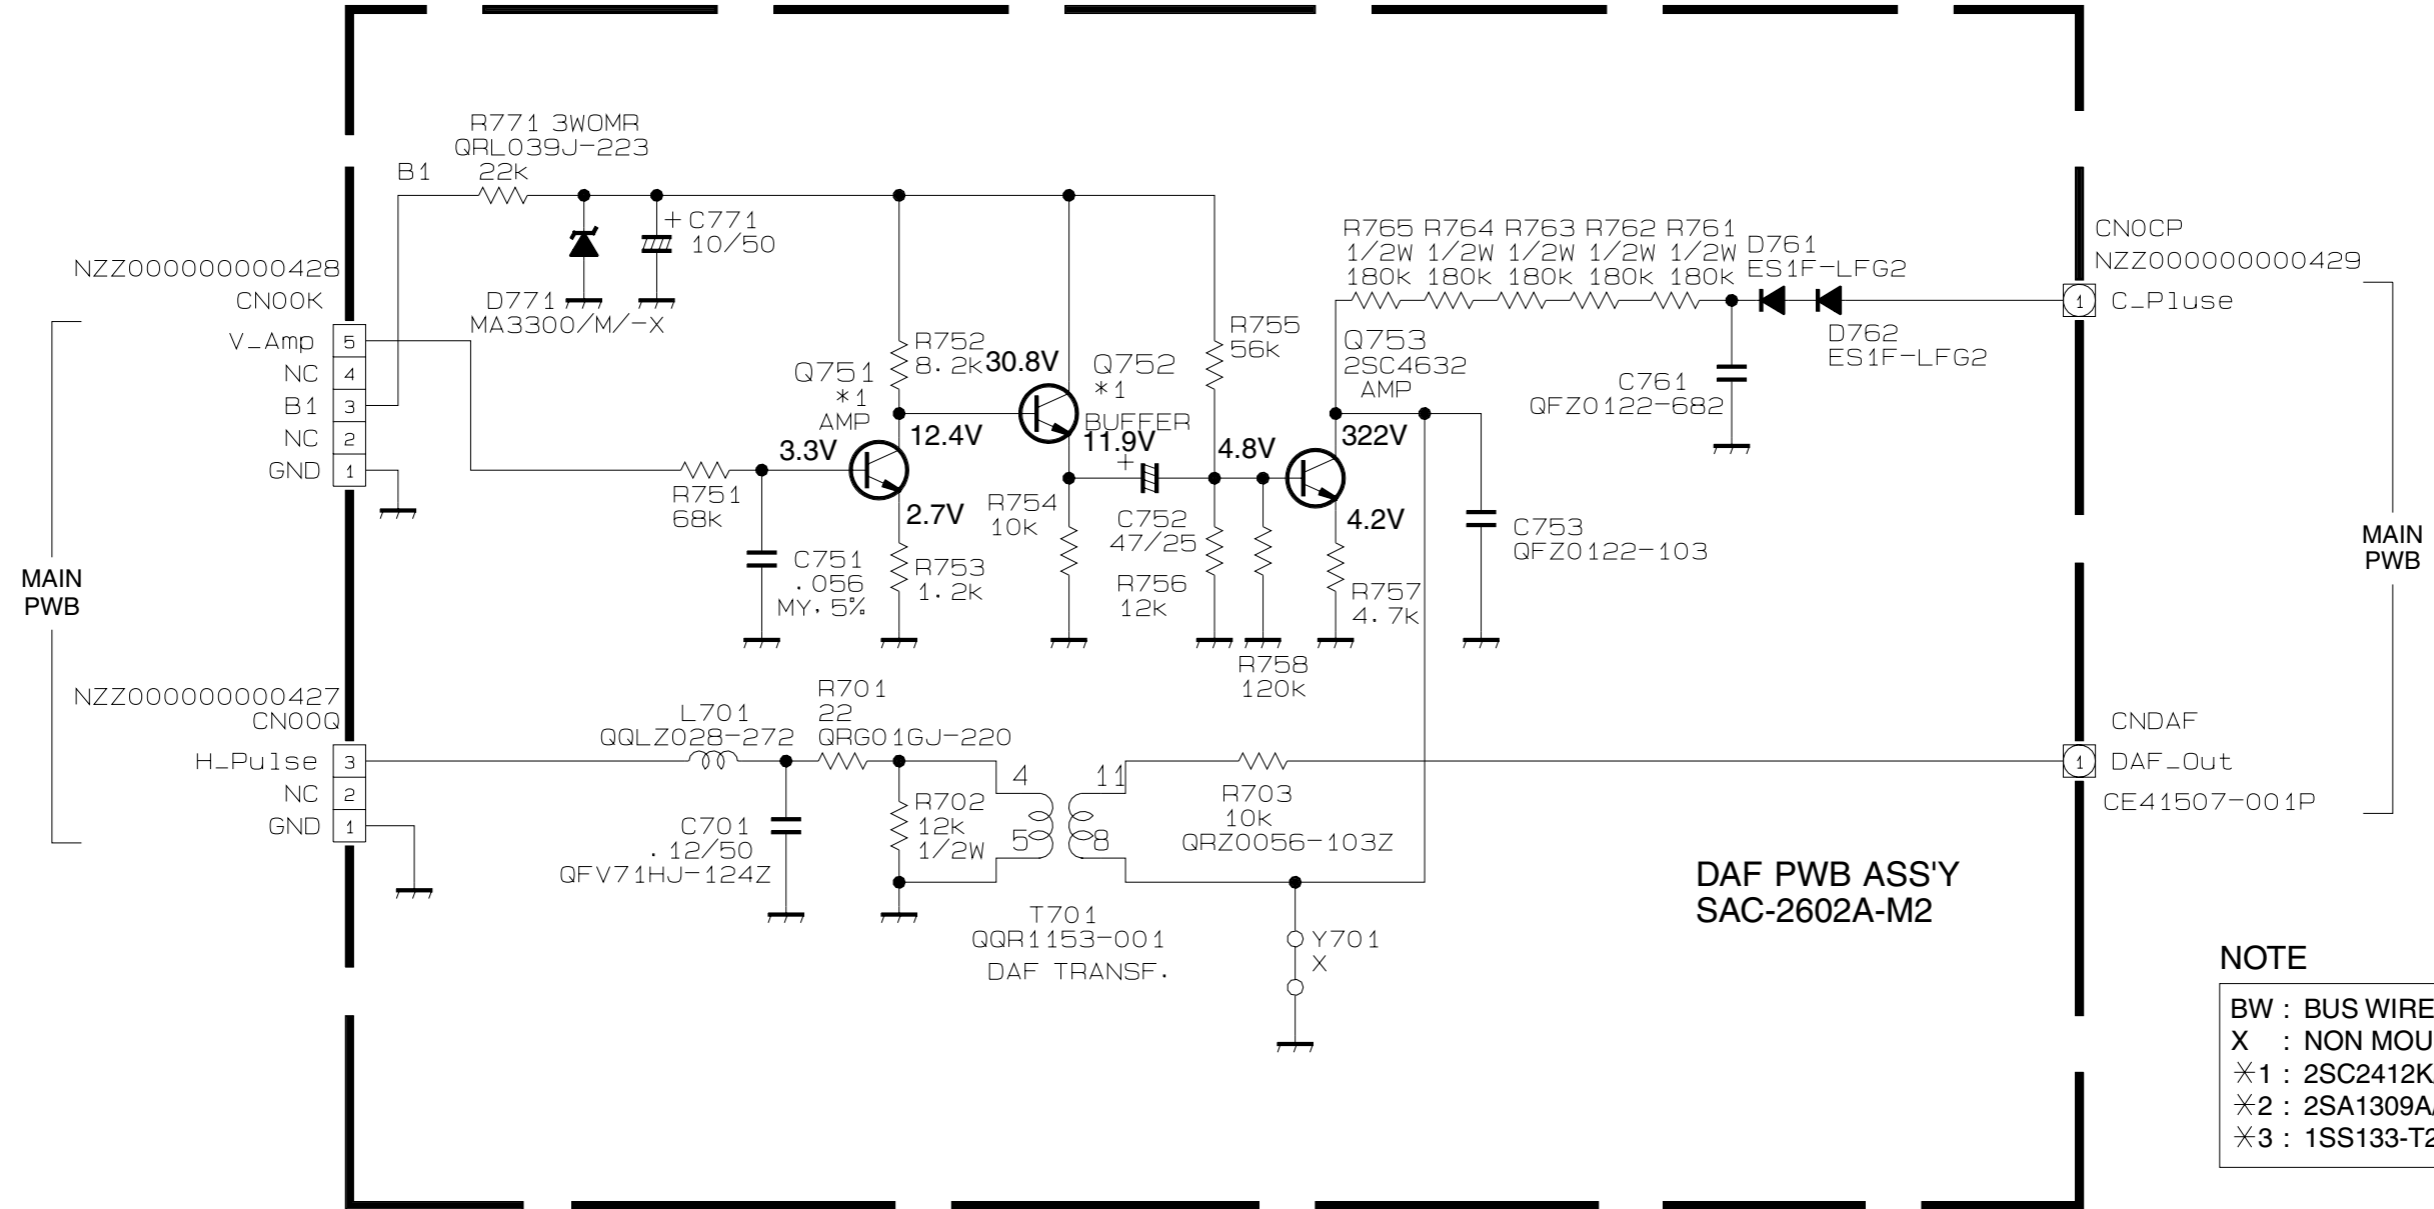 R771 3WOMR
QRL039J-223
22k
B1
+ C771
10/50
D771
MA3300/M/-X
NZZ000000000428
CN00K
V_Amp 5
NC 4
B1 3
NC 2
GND 1
MAIN
PWB
R751
68k
C751
.056
MY, 5%
Q751
*1
AMP
3.3V
12.4V
2.7V
R752
8.2k
R753
1.2k
30.8V
Q752
*1
BUFFER
11.9V
R754
10k
+
C752
47/25
R755
56k
R756
12k
4.8V
R758
120k
R765 R764 R763 R762 R761
1/2W 1/2W 1/2W 1/2W 1/2W
180k 180k 180k 180k 180k
Q753
2SC4632
AMP
322V
4.2V
R757
4.7k
C753
QFZ0122-103
D761
ES1F-LFG2
D762
ES1F-LFG2
C761
QFZ0122-682
CN0CP
NZZ000000000429
1 C_Pluse
MAIN
PWB
NZZ000000000427
CN00Q
H_Pulse 3
NC 2
GND 1
L701
QQLZ028-272
R701
22
QRG01GJ-220
C701
.12/50
QFV71HJ-124Z
R702
12k
1/2W
4
5
11
8
T701
QQR1153-001
DAF TRANSF.
R703
10k
QRZ0056-103Z
Y701
X
CNDAF
1 DAF_Out
CE41507-001P
DAF PWB ASS'Y
SAC-2602A-M2
NOTE
BW : BUS WIRE
X : NON MOU
*1 : 2SC2412K
*2 : 2SA1309A
*3 : 1SS133-T2